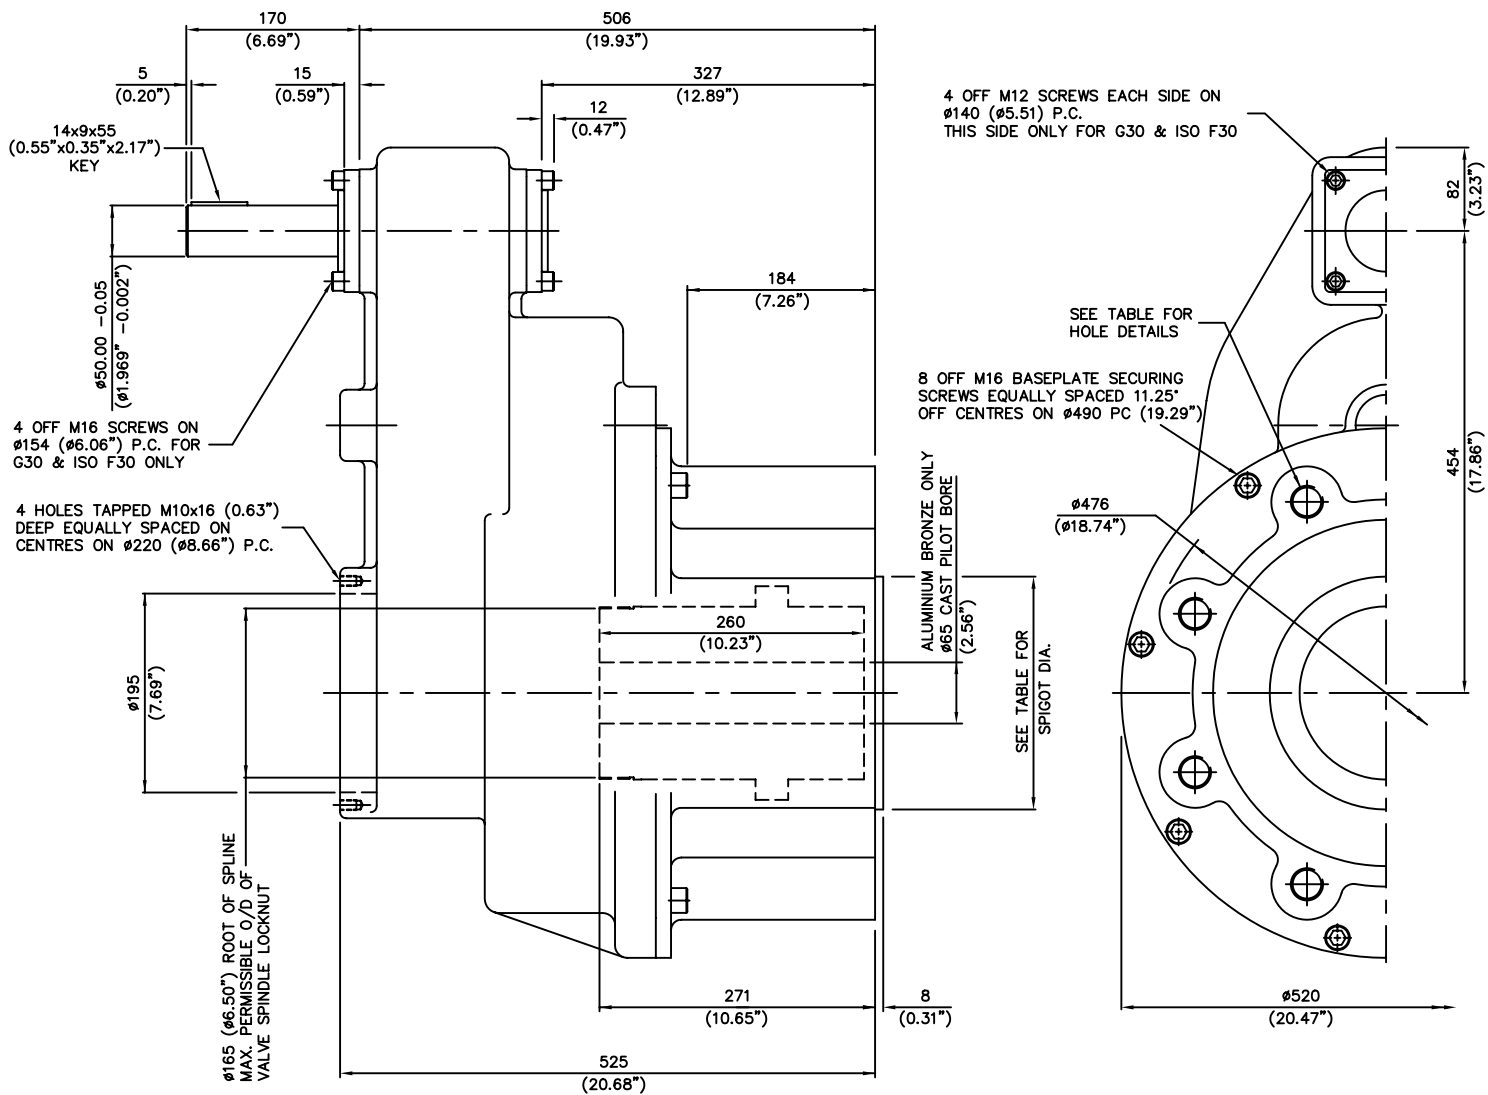 170
(6.69")
506
(19.93")
5
(0.20")
15
(0.59")
327
(12.89")
12
(0.47")
14x9x55
(0.55"x0.35"x2.17")
KEY
4 OFF M12 SCREWS EACH SIDE ON
ø140 (ø5.51) P.C.
THIS SIDE ONLY FOR G30 & ISO F30
82
(3.23")
184
(7.26")
ø50.00 -0.05
(ø1.969" -0.002")
SEE TABLE FOR
HOLE DETAILS
8 OFF M16 BASEPLATE SECURING
SCREWS EQUALLY SPACED 11.25°
OFF CENTRES ON ø490 PC (19.29")
4 OFF M16 SCREWS ON
ø154 (ø6.06") P.C. FOR
G30 & ISO F30 ONLY
454
(17.86")
4 HOLES TAPPED M10x16 (0.63")
DEEP EQUALLY SPACED ON
CENTRES ON ø220 (ø8.66") P.C.
ALUMINIUM BRONZE ONLY
ø65 CAST PILOT BORE
(2.56")
ø476
(ø18.74")
260
(10.23")
ø195
(7.69")
SEE TABLE FOR
SPIGOT DIA.
ø165 (ø6.50") ROOT OF SPLINE
MAX. PERMISSIBLE O/D OF
VALVE SPINDLE LOCKNUT
271
(10.65")
8
(0.31")
ø520
(20.47")
525
(20.68")